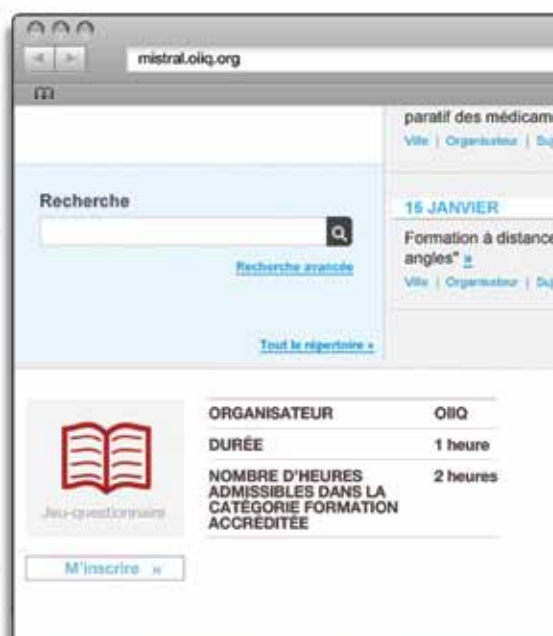 mistral.oiiq.org
m
paratif des médicam
Ville | Organisateur | Suj
Recherche
16 JANVIER
Formation à distance
angles" »
Recherche avancée
Ville | Organisateur | Suj
Tout le répertoire »
ORGANISATEUR OIIQ
DURÉE 1 heure
NOMBRE D'HEURES 2 heures
ADMISSIBLES DANS LA
CATÉGORIE FORMATION
ACCRÉDITÉE
Jeu-questionnaire
M'inscrire »